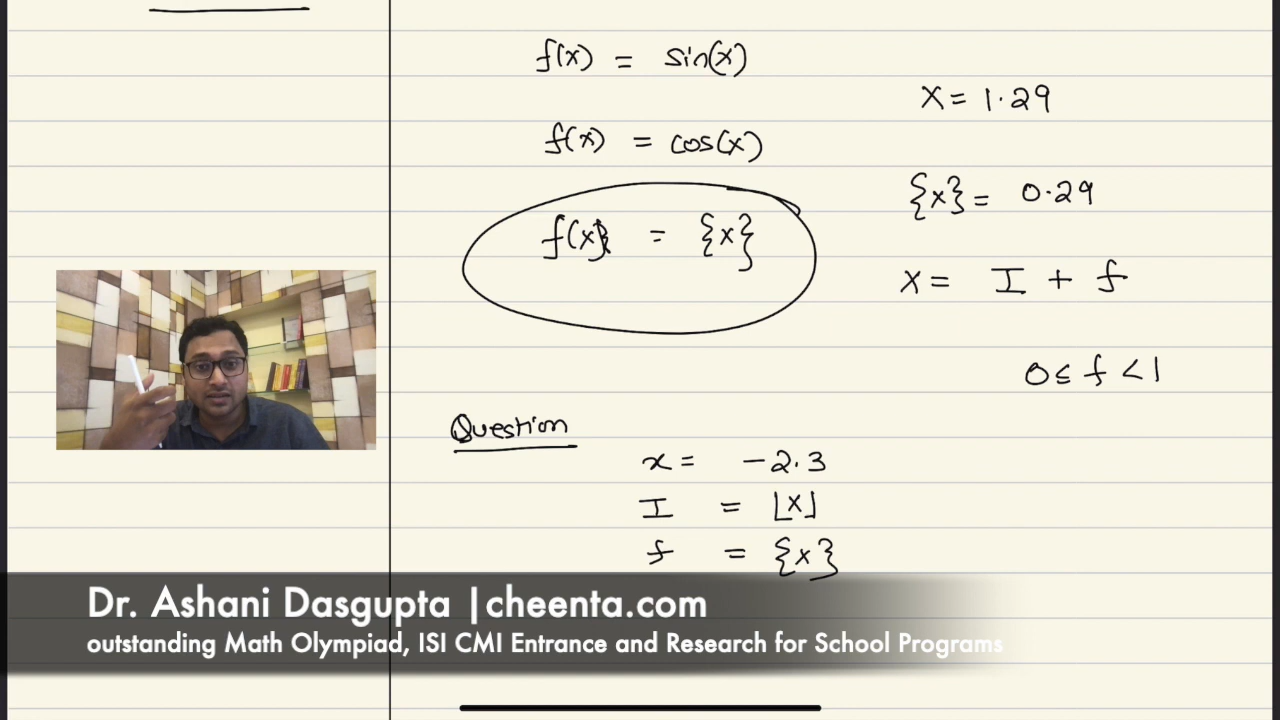 f(x) = sin(x)
f(x) = cos(x)
f(x) = {x}
x = 1.29
{x} = 0.29
x = I + f
0 ≤ f < 1
Question
x = -2.3
I = ⌊x⌋
f = {x}
Dr. Ashani Dasgupta | cheenta.com
outstanding Math Olympiad, ISI CMI Entrance and Research for School Programs